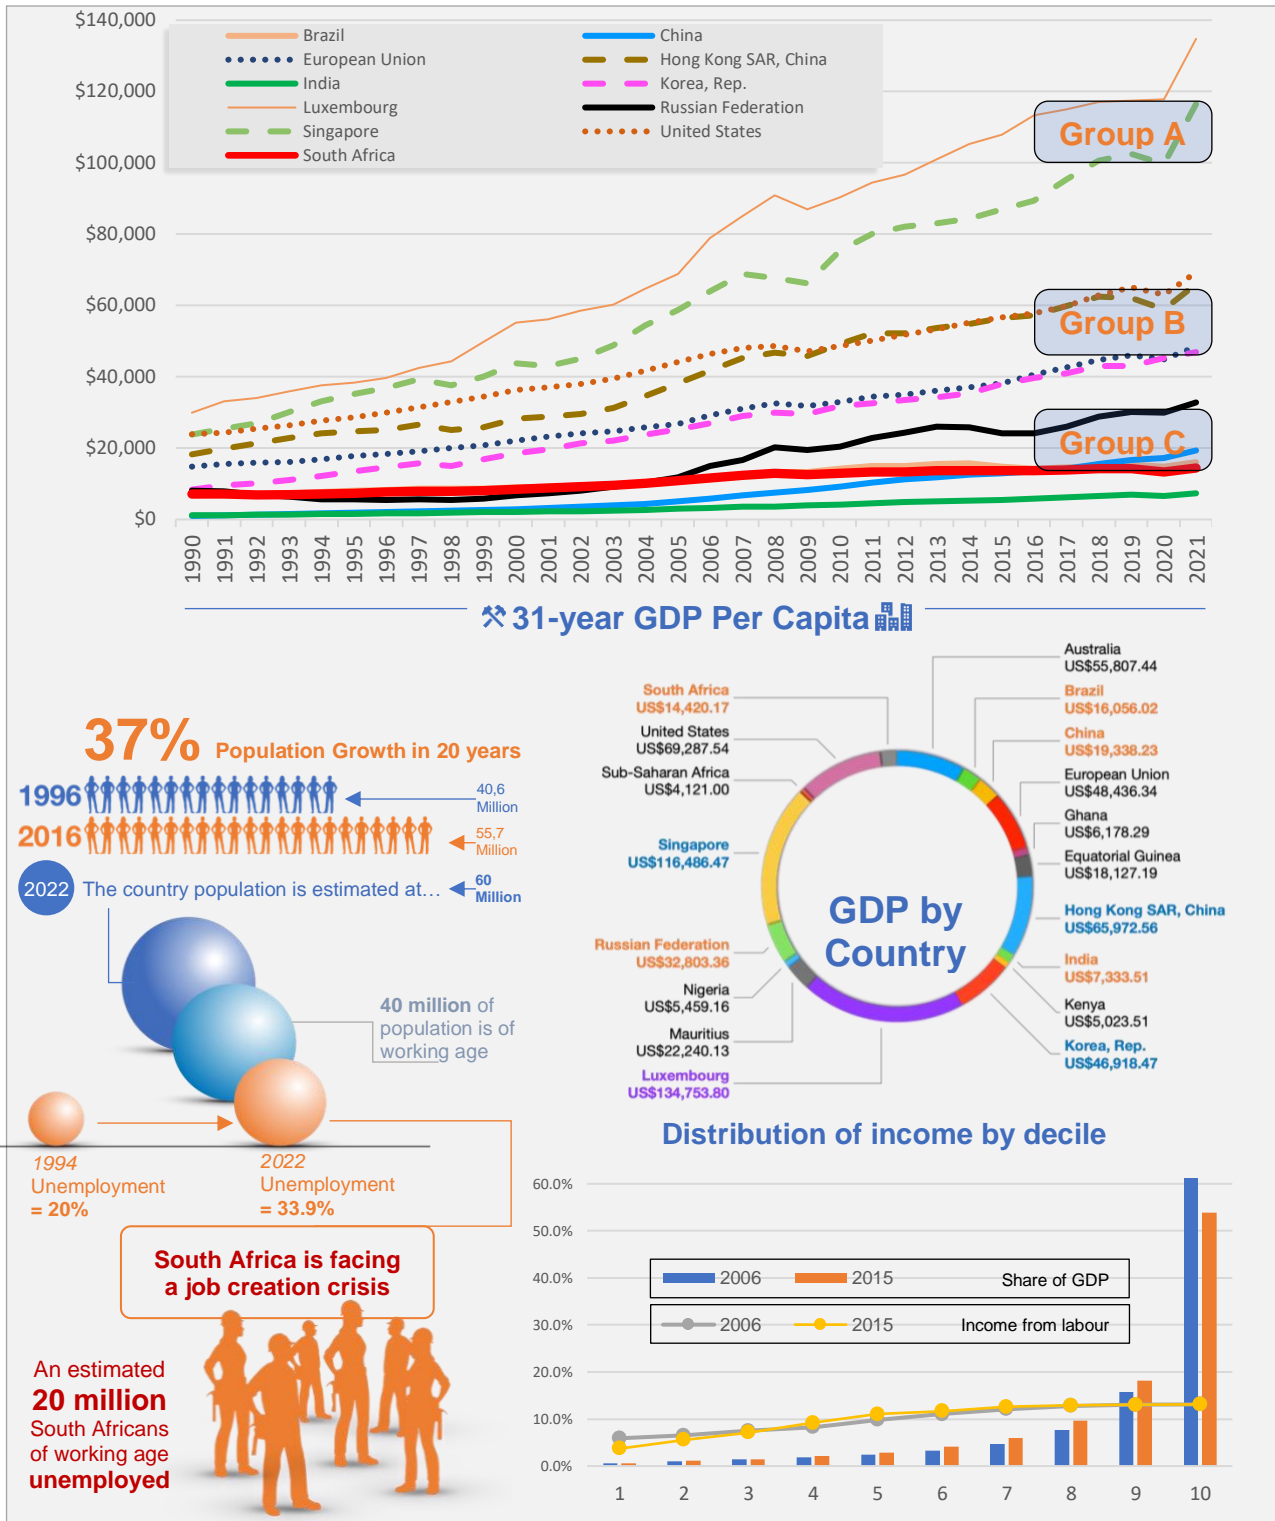 $140,000
$120,000
$100,000
$80,000
$60,000
$40,000
$20,000
$0
Brazil
China
European Union
Hong Kong SAR, China
India
Korea, Rep.
Luxembourg
Russian Federation
Singapore
United States
South Africa
Group A
Group B
Group C
1990 1991 1992 1993 1994 1995 1996 1997 1998 1999 2000 2001 2002 2003 2004 2005 2006 2007 2008 2009 2010 2011 2012 2013 2014 2015 2016 2017 2018 2019 2020 2021
31-year GDP Per Capita
37% Population Growth in 20 years
1996
40,6
Million
2016
55,7
Million
2022 The country population is estimated at…
60
Million
40 million of
population is of
working age
1994
Unemployment
= 20%
2022
Unemployment
= 33.9%
South Africa is facing
a job creation crisis
An estimated
20 million
South Africans
of working age
unemployed
GDP by
Country
Australia
US$55,807.44
Brazil
US$16,056.02
China
US$19,338.23
European Union
US$48,436.34
Ghana
US$6,178.29
Equatorial Guinea
US$18,127.19
Hong Kong SAR, China
US$65,972.56
India
US$7,333.51
Kenya
US$5,023.51
Korea, Rep.
US$46,918.47
South Africa
US$14,420.17
United States
US$69,287.54
Sub-Saharan Africa
US$4,121.00
Singapore
US$116,486.47
Russian Federation
US$32,803.36
Nigeria
US$5,459.16
Mauritius
US$22,240.13
Luxembourg
US$134,753.80
Distribution of income by decile
60.0%
50.0%
40.0%
30.0%
20.0%
10.0%
0.0%
2006 2015 Share of GDP
2006 2015 Income from labour
1 2 3 4 5 6 7 8 9 10